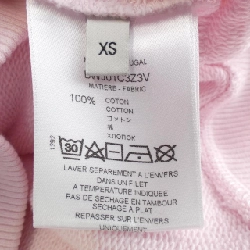 XS
MATIERE - FABRIC
100% COTON
COTTON
コットン
棉
ХЛОПОК
30
LAVER SEPAREMENT A L'ENVERS
DANS UN FILET
A TEMPERATURE INDIQUEE
PAS DE SECHAGE EN TAMBOUR
SECHAGE A PLAT
REPASSER SUR L'ENVERS
DOUCEMENT